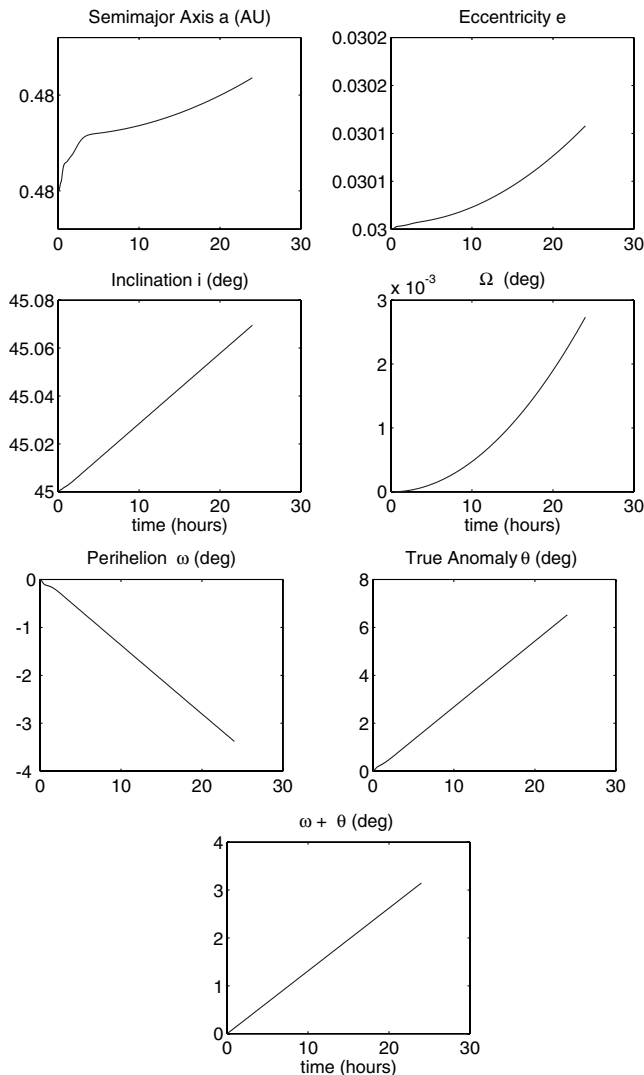 Semimajor Axis a (AU)
0.48
0.48
0 10 20 30
Eccentricity e
0.0302
0.0302
0.0301
0.0301
0.03
0 10 20 30
Inclination i (deg)
45.08
45.06
45.04
45.02
45
0 10 20 30
time (hours)
Ω (deg)
x 10-3
3
2
1
0
0 10 20 30
time (hours)
Perihelion ω (deg)
0
-1
-2
-3
-4
0 10 20 30
True Anomaly θ (deg)
8
6
4
2
0
0 10 20 30
ω + θ (deg)
4
3
2
1
0
0 10 20 30
time (hours)